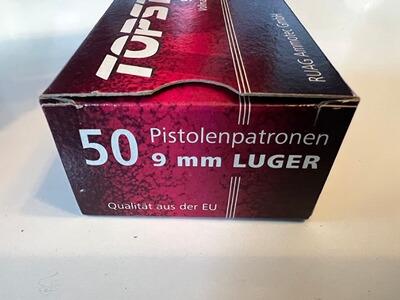 RUAG Ammotec GmbH
50 Pistolenpatronen
9 mm LUGER
Qualität aus der EU